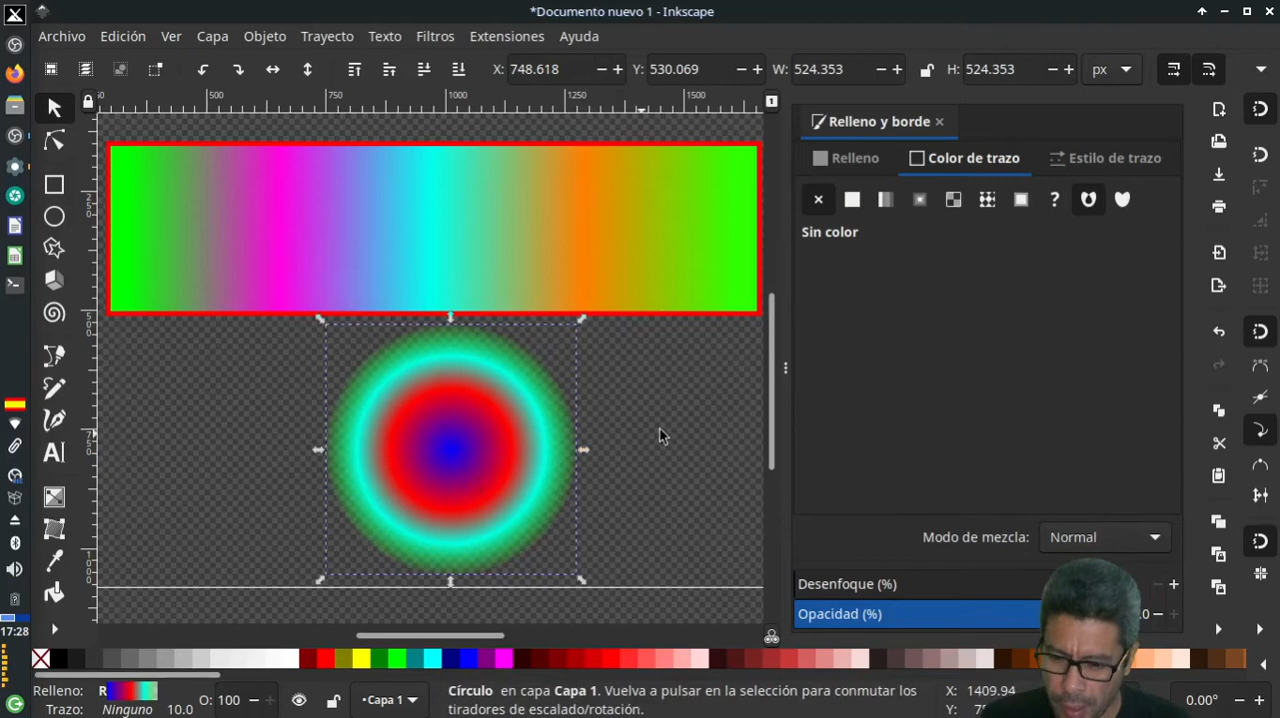 *Documento nuevo 1 - Inkscape
Archivo Edición Ver Capa Objeto Trayecto Texto Filtros Extensiones Ayuda
X: 748.618 Y: 530.069 W: 524.353 H: 524.353 px
500 750 1000 1250 1500
1
Relleno y borde
Relleno Color de trazo Estilo de trazo
?
Sin color
Modo de mezcla: Normal
Desenfoque (%)
Opacidad (%)
17:28
Relleno: R
Trazo: Ninguno 10.0
O: 100
•Capa 1
Círculo en capa Capa 1. Vuelva a pulsar en la selección para conmutar los
tiradores de escalado/rotación.
X: 1409.94
Y:
0.00°